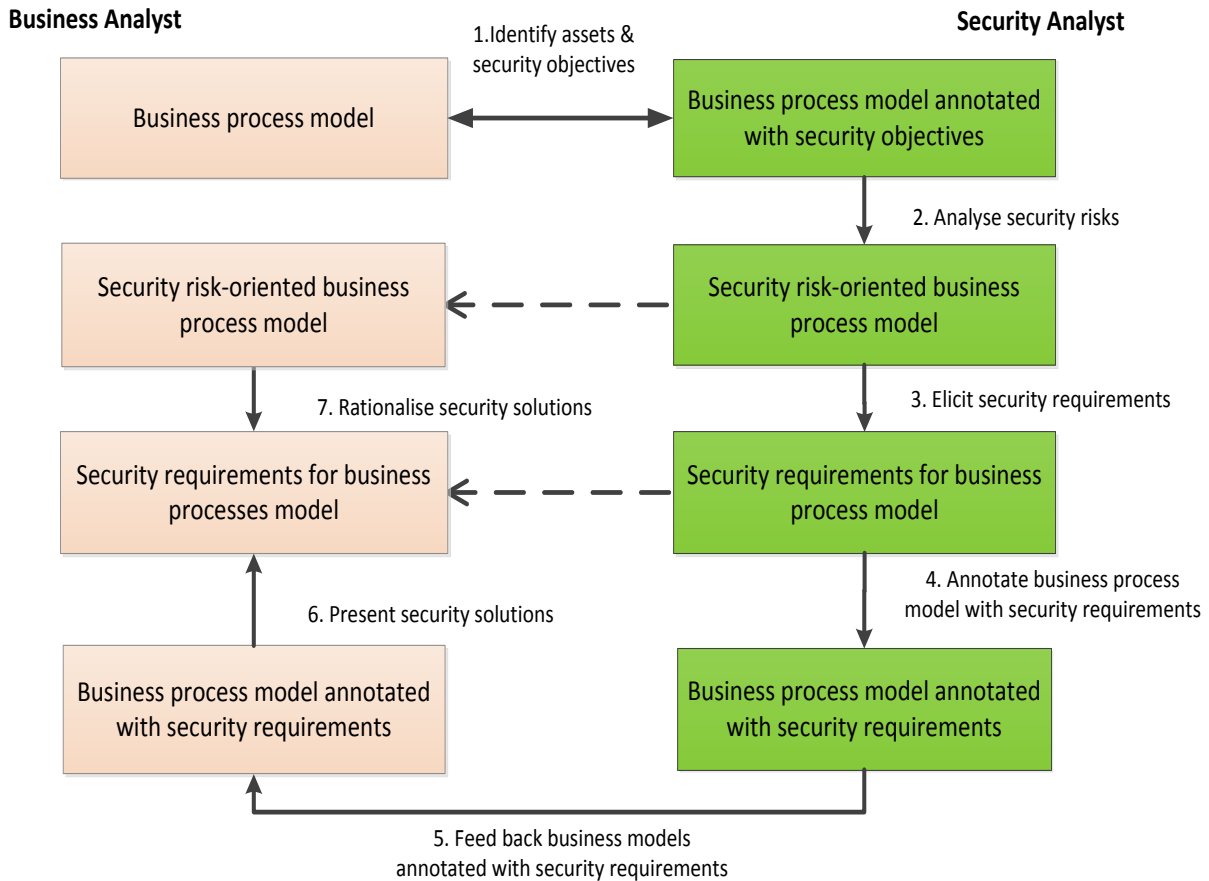 Business Analyst
Security Analyst
1.Identify assets &
security objectives
Business process model
Business process model annotated
with security objectives
2. Analyse security risks
Security risk-oriented business
process model
Security risk-oriented business
process model
7. Rationalise security solutions
3. Elicit security requirements
Security requirements for business
processes model
Security requirements for business
process model
6. Present security solutions
4. Annotate business process
model with security requirements
Business process model annotated
with security requirements
Business process model annotated
with security requirements
5. Feed back business models
annotated with security requirements